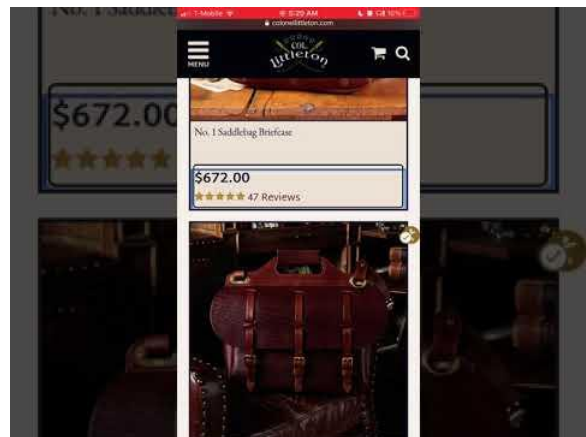 T-Mobile 5:29 AM 10%
colonellittleton.com
MENU
COL.
Littleton
No. 1 Saddlebag Briefcase
$672.00
47 Reviews
$672.00